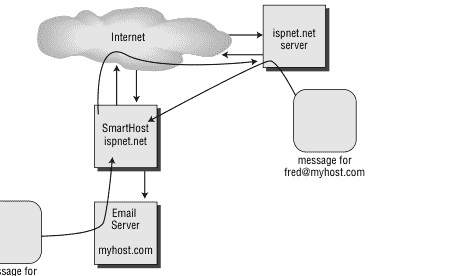 Internet
ispnet.net
server
SmartHost
ispnet.net
message for
fred@myhost.com
Email
Server
myhost.com
ssage for